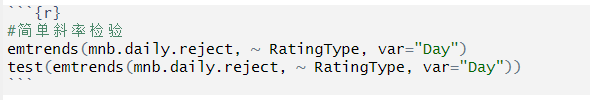 ```{r}
#简单斜率检验
emtrends(mnb.daily.reject, ~ RatingType, var="Day")
test(emtrends(mnb.daily.reject, ~ RatingType, var="Day"))
```